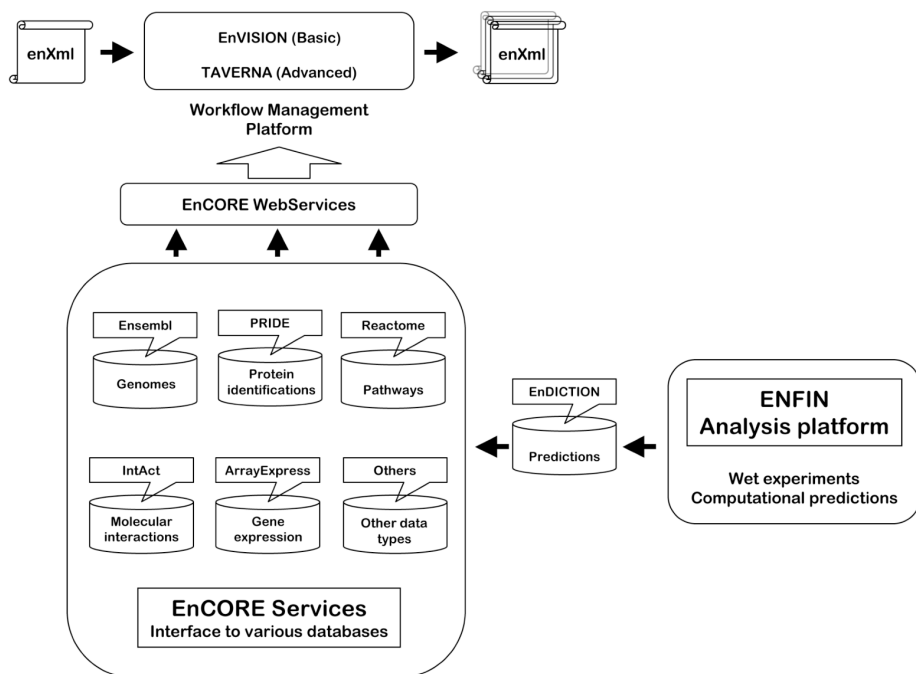 enXml
EnVISION (Basic)
TAVERNA (Advanced)
enXml
Workflow Management
Platform
EnCORE WebServices
Ensembl
Genomes
PRIDE
Protein
identifications
Reactome
Pathways
IntAct
Molecular
interactions
ArrayExpress
Gene
expression
Others
Other data
types
EnCORE Services
Interface to various databases
EnDICTION
Predictions
ENFIN
Analysis platform
Wet experiments
Computational predictions